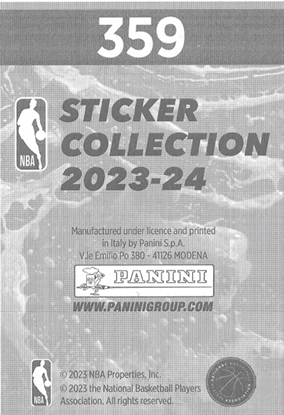 359
STICKER
COLLECTION
2023-24
NBA
Manufactured under licence and printed
in Italy by Panini S.p.A.
V.le Emilio Po 380 - 41126 MODENA
PANINI
WWW.PANINIGROUP.COM
NBA
© 2023 NBA Properties, Inc.
© 2023 the National Basketball Players
Association. All rights reserved.